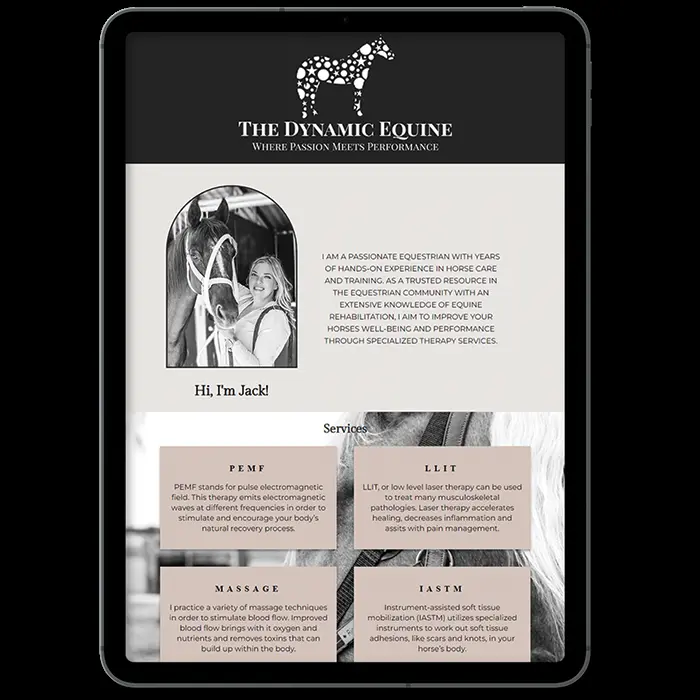 THE DYNAMIC EQUINE
WHERE PASSION MEETS PERFORMANCE
I AM A PASSIONATE EQUESTRIAN WITH YEARS
OF HANDS-ON EXPERIENCE IN HORSE CARE
AND TRAINING. AS A TRUSTED RESOURCE IN
THE EQUESTRIAN COMMUNITY WITH AN
EXTENSIVE KNOWLEDGE OF EQUINE
REHABILITATION, I AIM TO IMPROVE YOUR
HORSES WELL-BEING AND PERFORMANCE
THROUGH SPECIALIZED THERAPY SERVICES.
Hi, I'm Jack!
Services
PEMF
PEMF stands for pulse electromagnetic
field. This therapy emits electromagnetic
waves at different frequencies in order to
stimulate and encourage your body's
natural recovery process.
LLIT
LLiT, or low level laser therapy can be used
to treat many musculoskeletal
pathologies. Laser therapy accelerates
healing, decreases inflammation and
assits with pain management.
MASSAGE
I practice a variety of massage techniques
in order to stimulate blood flow. Improved
blood flow brings with it oxygen and
nutrients and removes toxins that can
build up within the body.
IASTM
Instrument-assisted soft tissue
mobilization (IASTM) utilizes specialized
instruments to work out soft tissue
adhesions, like scars and knots, in your
horse's body.